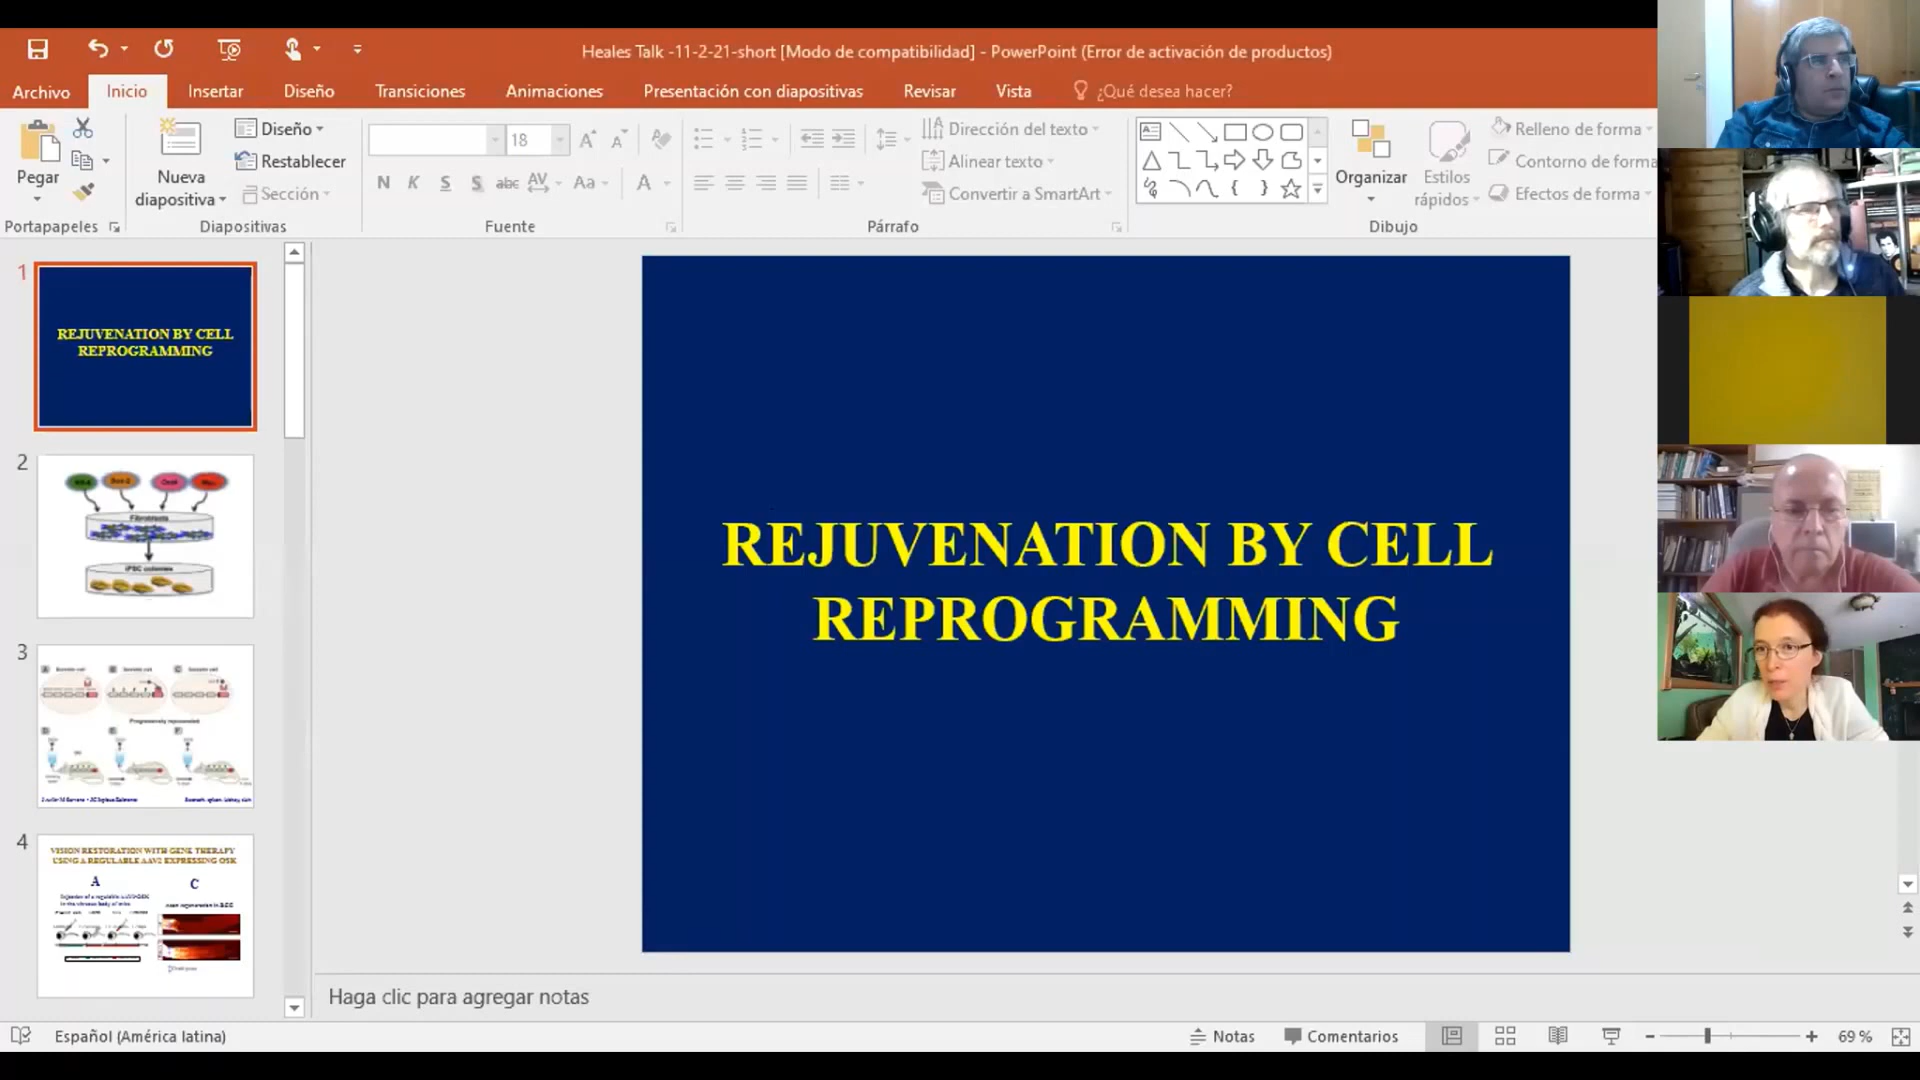 Heales Talk -11-2-21-short [Modo de compatibilidad] - PowerPoint (Error de activación de productos)
Archivo
Inicio
Insertar
Diseño
Transiciones
Animaciones
Presentación con diapositivas
Revisar
Vista
¿Qué desea hacer?
Pegar
Nueva
diapositiva
Diseño
Restablecer
Sección
18
N K S S abc AV Aa A
Dirección del texto
Alinear texto
Convertir a SmartArt
Organizar
Estilos
rápidos
Relleno de forma
Contorno de forma
Efectos de forma
Portapapeles
Diapositivas
Fuente
Párrafo
Dibujo
1
REJUVENATION BY CELL
REPROGRAMMING
2
Fibroblasts
iPSC colonies
3
4
VISION RESTORATION WITH GENE THERAPY
USING A REGULABLE AAV2 EXPRESSING OSK
A
C
REJUVENATION BY CELL
REPROGRAMMING
Haga clic para agregar notas
Español (América latina)
Notas
Comentarios
69 %